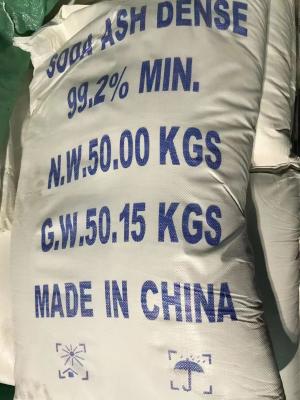 SODA ASH DENSE
99.2% MIN.
N.W.50.00 KGS
G.W.50.15 KGS
MADE IN CHINA